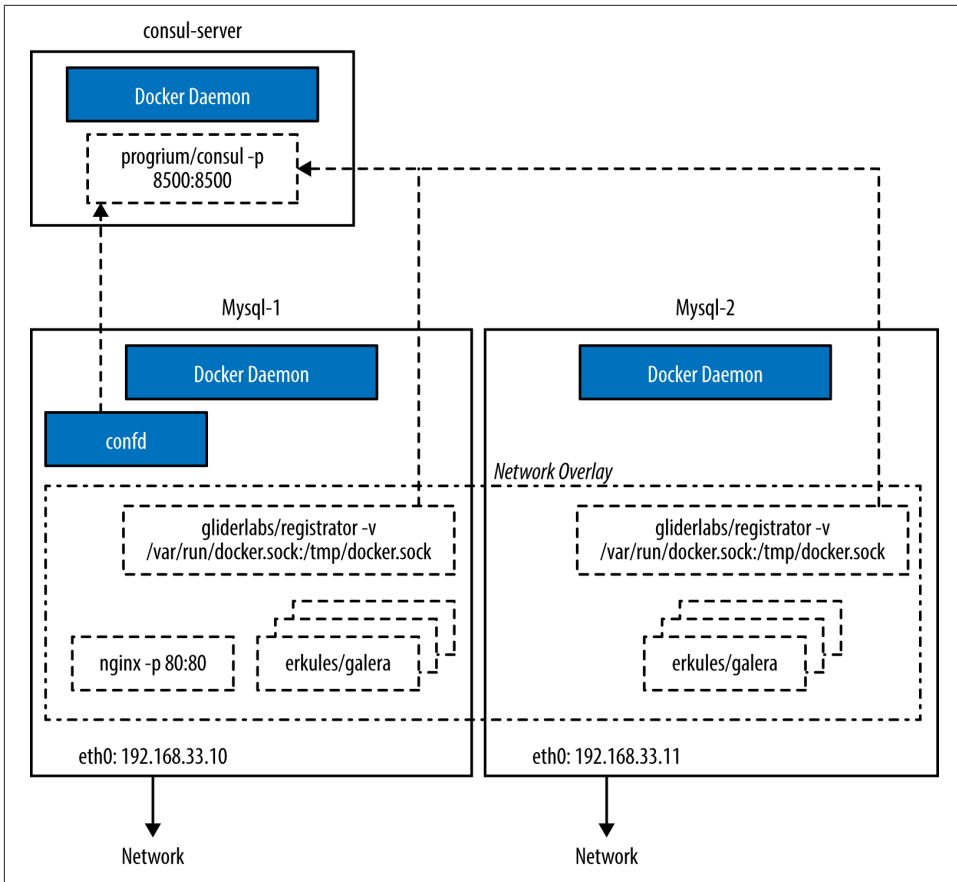 consul-server
Docker Daemon
progrium/consul -p
8500:8500
Mysql-1
Docker Daemon
confd
Mysql-2
Docker Daemon
Network Overlay
gliderlabs/registrator -v
/var/run/docker.sock:/tmp/docker.sock
gliderlabs/registrator -v
/var/run/docker.sock:/tmp/docker.sock
nginx -p 80:80
erkules/galera
erkules/galera
eth0: 192.168.33.10
eth0: 192.168.33.11
Network
Network